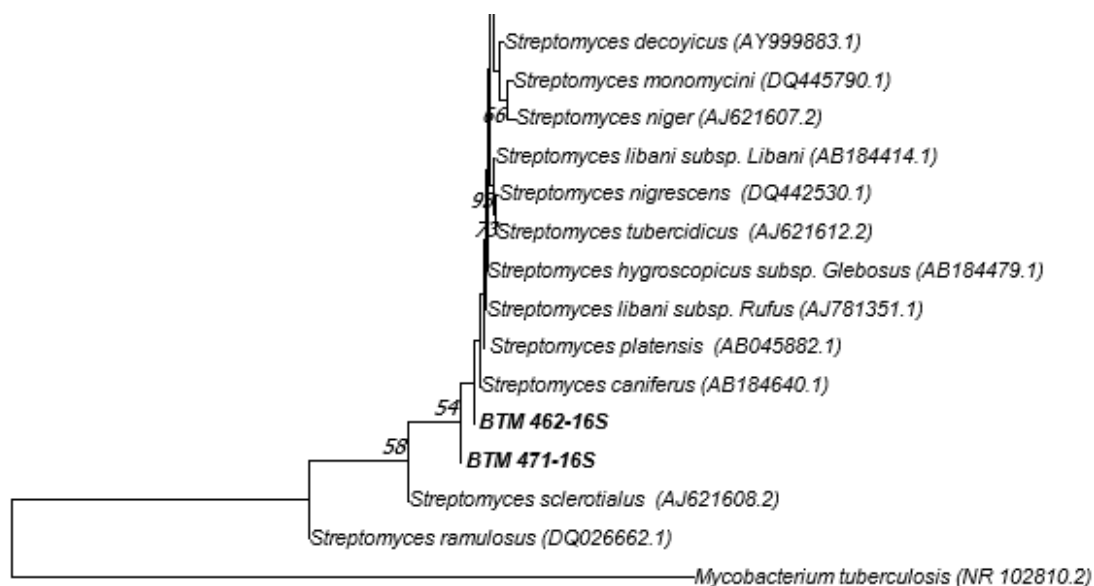 Streptomyces decoyicus (AY999883.1)
Streptomyces monomycini (DQ445790.1)
66
Streptomyces niger (AJ621607.2)
Streptomyces libani subsp. Libani (AB184414.1)
Streptomyces nigrescens (DQ442530.1)
Streptomyces tubercidicus (AJ621612.2)
73
Streptomyces hygroscopicus subsp. Glebosus (AB184479.1)
Streptomyces libani subsp. Rufus (AJ781351.1)
Streptomyces platensis (AB045882.1)
Streptomyces caniferus (AB184640.1)
54
BTM 462-16S
58
BTM 471-16S
Streptomyces sclerotialus (AJ621608.2)
Streptomyces ramulosus (DQ026662.1)
Mycobacterium tuberculosis (NR 102810.2)